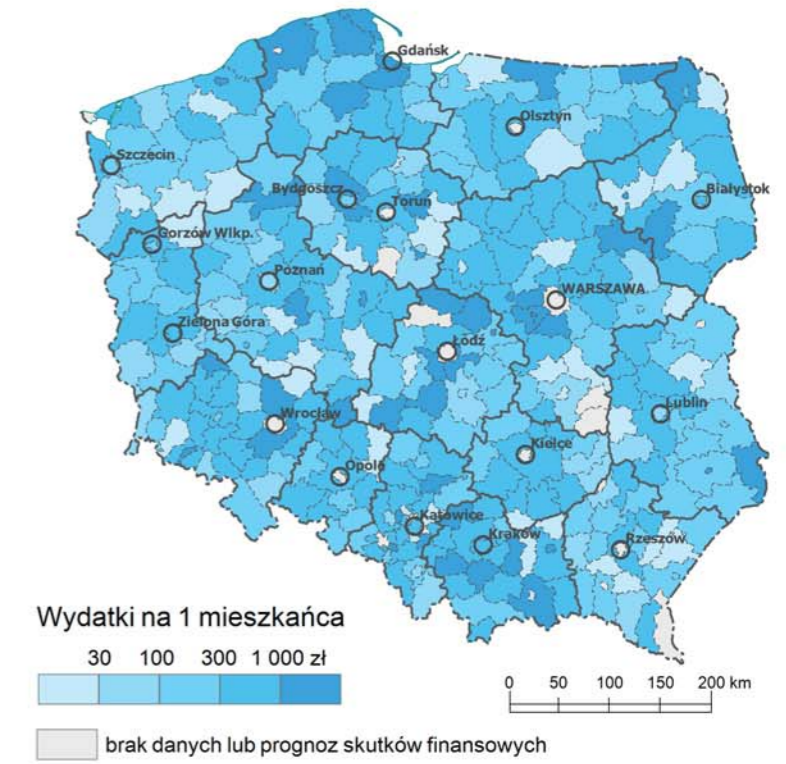 Gdańsk
Olsztyn
Szczecin
Białystok
Bydgoszcz
Toruń
Gorzów Wlkp.
Poznań
WARSZAWA
Zielona Góra
Łódź
Wrocław
Lublin
Kielce
Opole
Katowice
Kraków
Rzeszów
Wydatki na 1 mieszkańca
30 100 300 1 000 zł
0 50 100 150 200 km
brak danych lub prognoz skutków finansowych